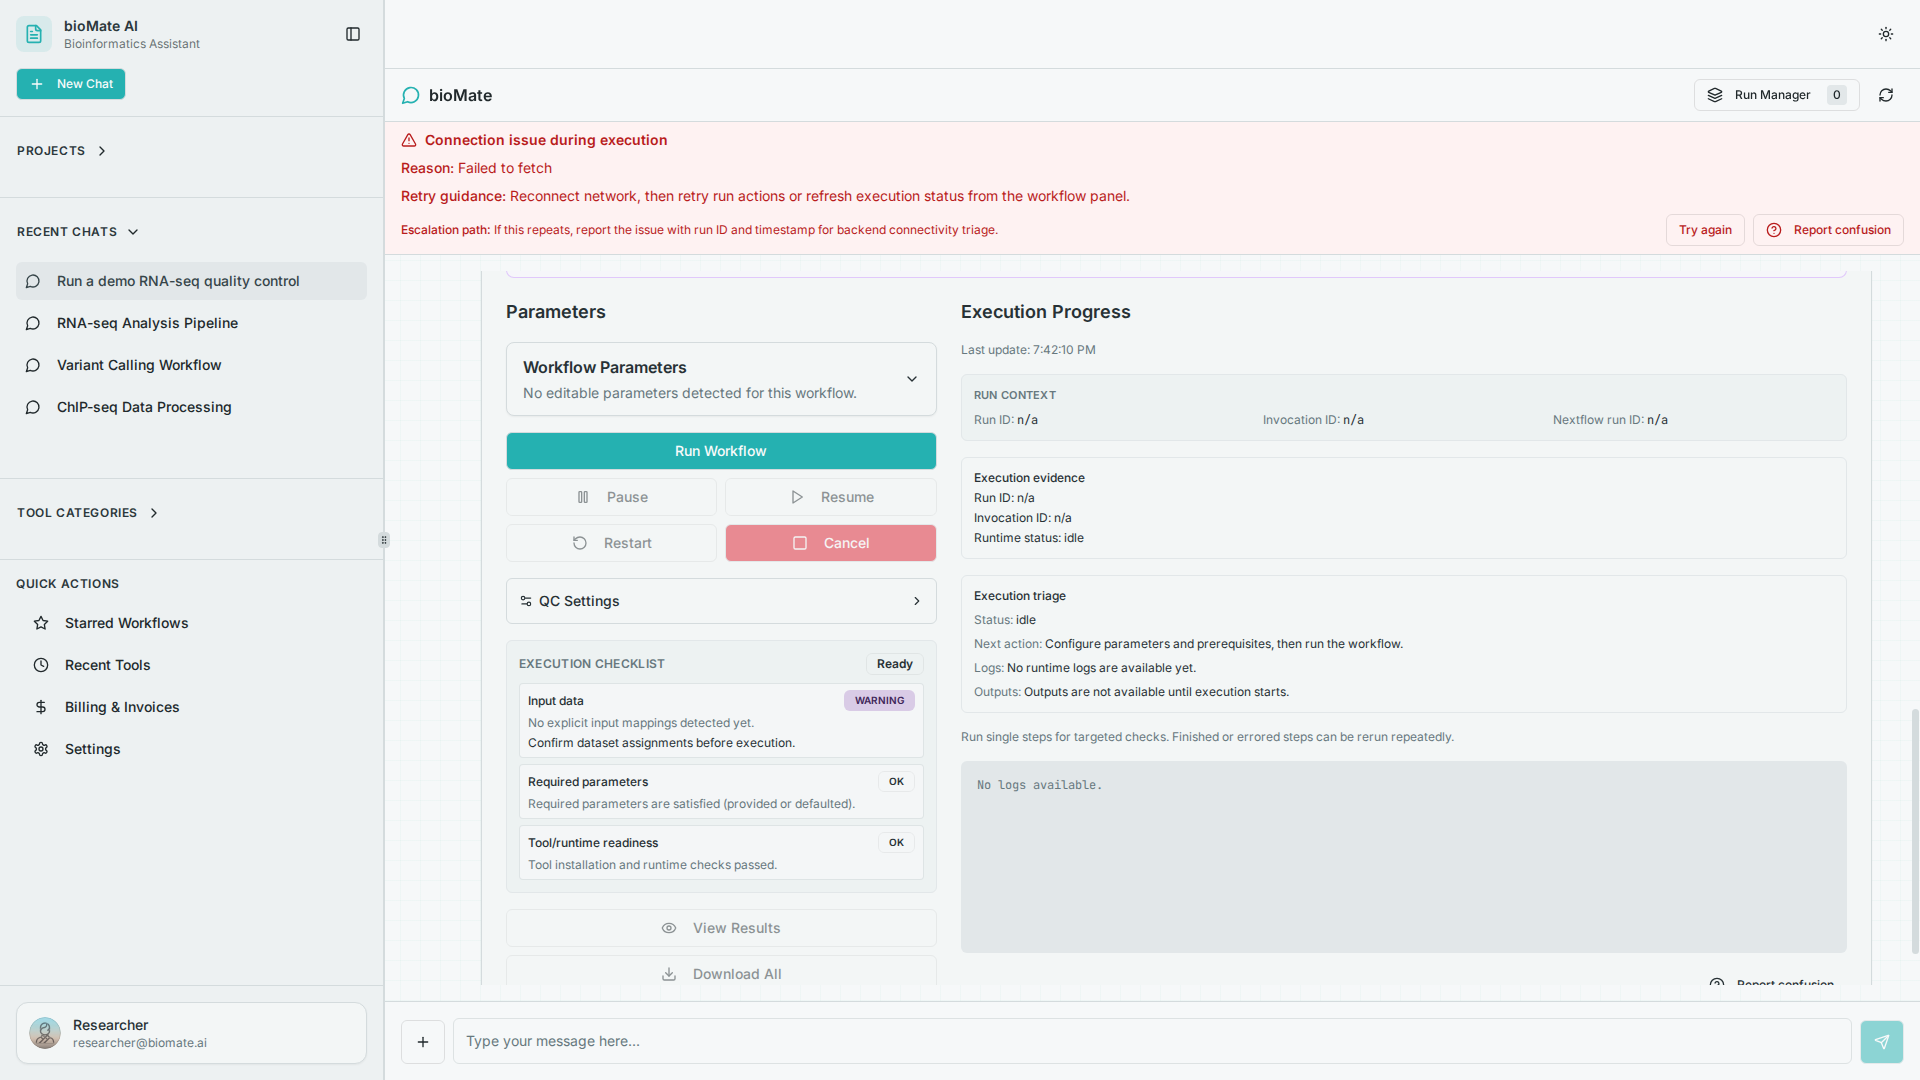 bioMate AI
Bioinformatics Assistant
New Chat
PROJECTS
RECENT CHATS
Run a demo RNA-seq quality control
RNA-seq Analysis Pipeline
Variant Calling Workflow
ChIP-seq Data Processing
TOOL CATEGORIES
QUICK ACTIONS
Starred Workflows
Recent Tools
Billing & Invoices
Settings
Researcher
researcher@biomate.ai
bioMate
Run Manager 0
Connection issue during execution
Reason: Failed to fetch
Retry guidance: Reconnect network, then retry run actions or refresh execution status from the workflow panel.
Escalation path: If this repeats, report the issue with run ID and timestamp for backend connectivity triage.
Try again
Report confusion
Parameters
Workflow Parameters
No editable parameters detected for this workflow.
Run Workflow
Pause
Resume
Restart
Cancel
QC Settings
EXECUTION CHECKLIST
Ready
Input data
WARNING
No explicit input mappings detected yet.
Confirm dataset assignments before execution.
Required parameters
OK
Required parameters are satisfied (provided or defaulted).
Tool/runtime readiness
OK
Tool installation and runtime checks passed.
View Results
Download All
Execution Progress
Last update: 7:42:10 PM
RUN CONTEXT
Run ID: n/a
Invocation ID: n/a
Nextflow run ID: n/a
Execution evidence
Run ID: n/a
Invocation ID: n/a
Runtime status: idle
Execution triage
Status: idle
Next action: Configure parameters and prerequisites, then run the workflow.
Logs: No runtime logs are available yet.
Outputs: Outputs are not available until execution starts.
Run single steps for targeted checks. Finished or errored steps can be rerun repeatedly.
No logs available.
Report confusion
Type your message here...